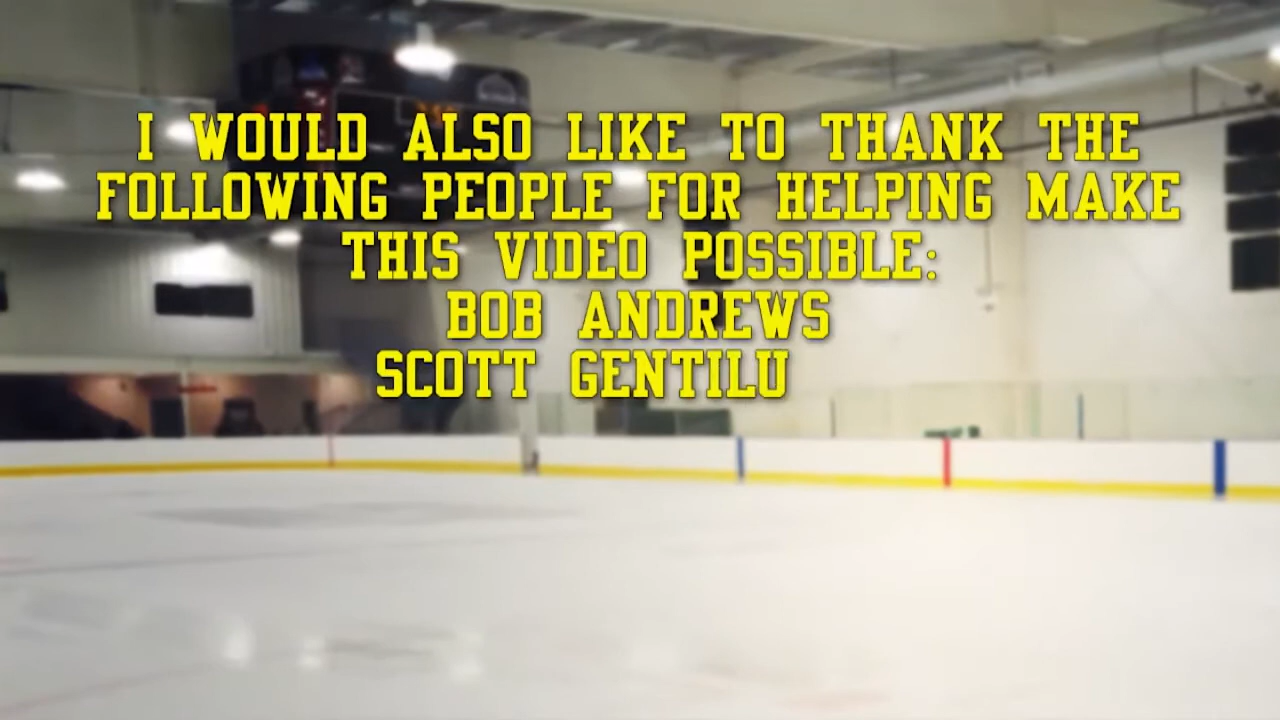 I WOULD ALSO LIKE TO THANK THE
FOLLOWING PEOPLE FOR HELPING MAKE
THIS VIDEO POSSIBLE:
BOB ANDREWS
SCOTT GENTILU